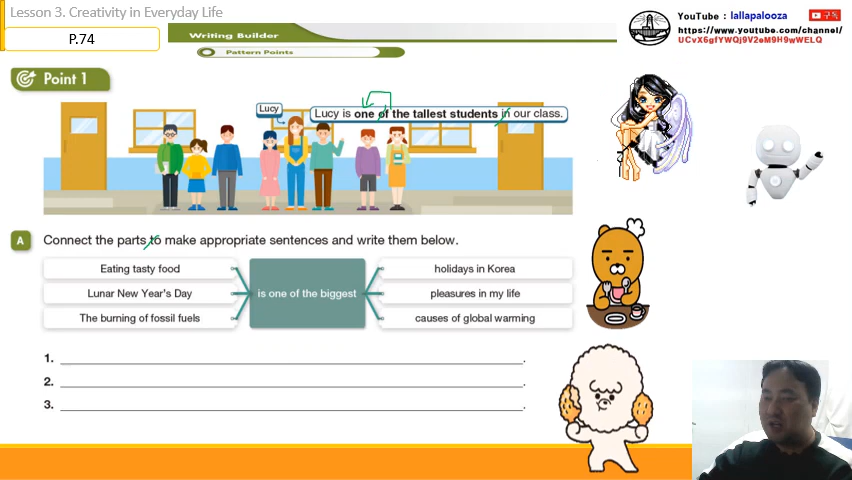 Lesson 3. Creativity in Everyday Life
P.74
Writing Builder
Pattern Points
YouTube : lallapalooza
구독
https://www.youtube.com/channel/
UCvX6gfYWQj9V2eM9H9wWELQ
Point 1
Lucy
Lucy is one of the tallest students in our class.
A Connect the parts to make appropriate sentences and write them below.
Eating tasty food
holidays in Korea
Lunar New Year's Day
is one of the biggest
pleasures in my life
The burning of fossil fuels
causes of global warming
1. .
2. .
3. .